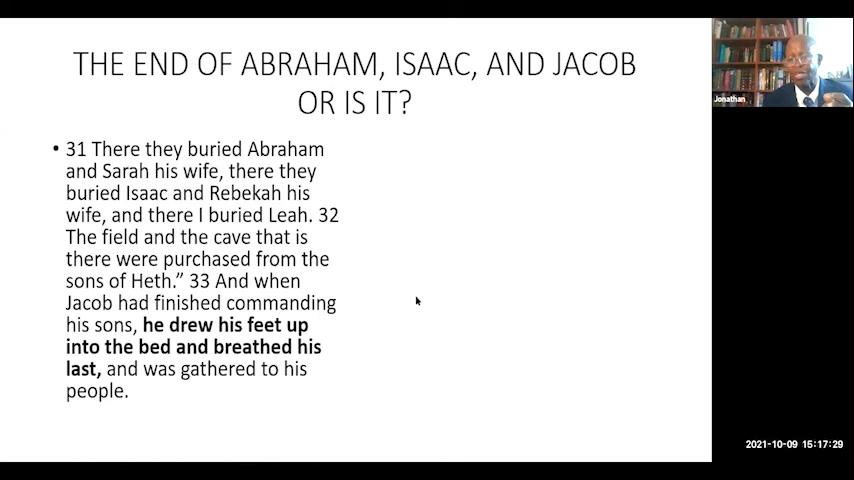 THE END OF ABRAHAM, ISAAC, AND JACOB
OR IS IT?
• 31 There they buried Abraham
and Sarah his wife, there they
buried Isaac and Rebekah his
wife, and there I buried Leah. 32
The field and the cave that is
there were purchased from the
sons of Heth.” 33 And when
Jacob had finished commanding
his sons, he drew his feet up
into the bed and breathed his
last, and was gathered to his
people.
Jonathan
2021-10-09 15:17:29